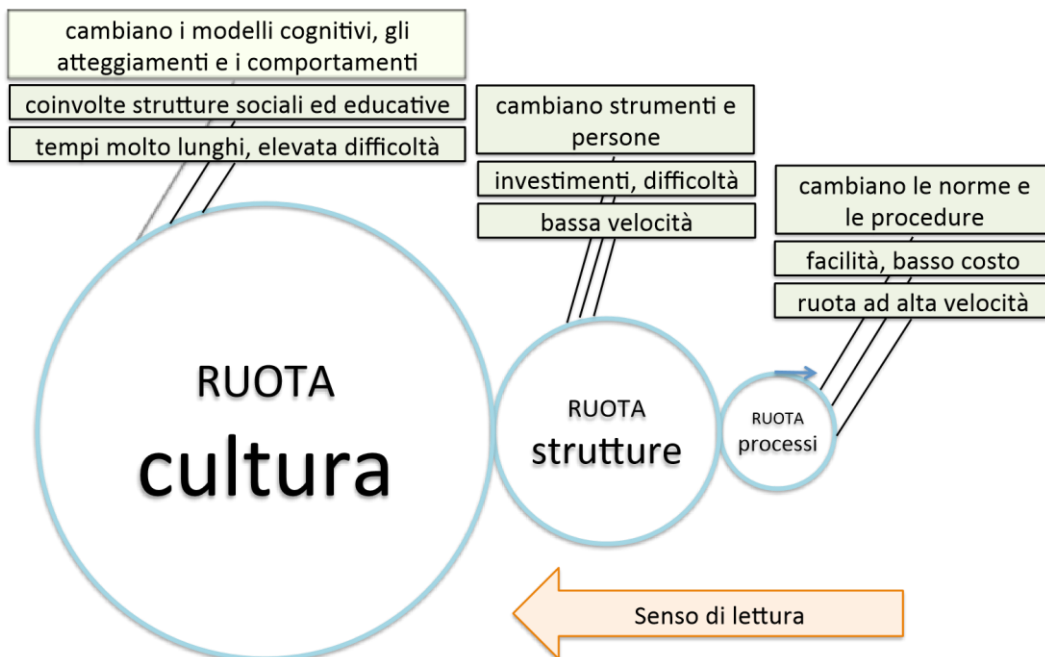 cambiano i modelli cognitivi, gli
atteggiamenti e i comportamenti
coinvolte strutture sociali ed educative
tempi molto lunghi, elevata difficoltà
cambiano strumenti e
persone
investimenti, difficoltà
bassa velocità
cambiano le norme e
le procedure
facilità, basso costo
ruota ad alta velocità
RUOTA
cultura
RUOTA
strutture
RUOTA
processi
Senso di lettura